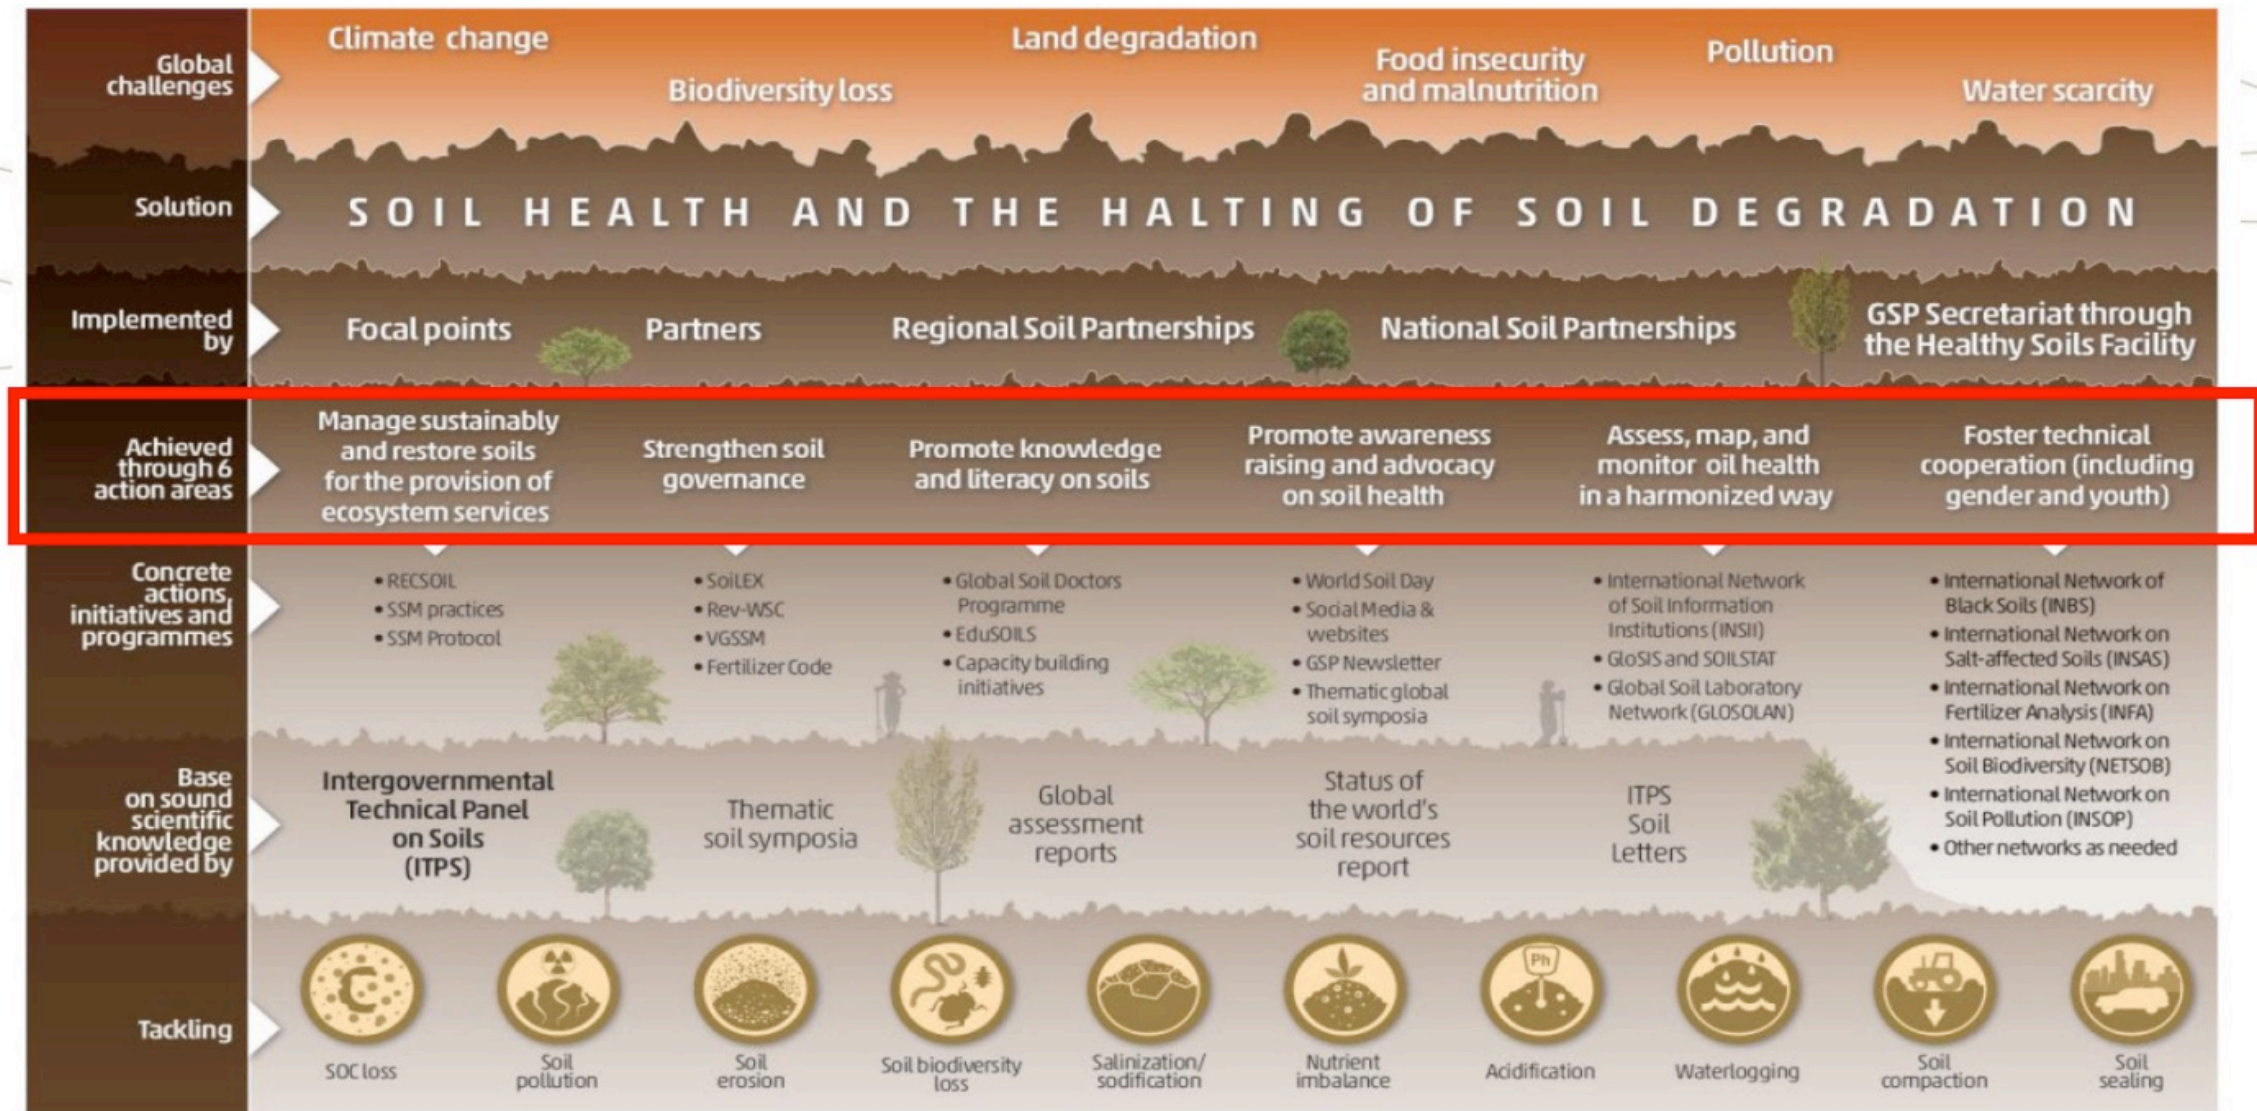 Global
challenges
Climate change
Biodiversity loss
Land degradation
Food insecurity
and malnutrition
Pollution
Water scarcity
Solution
SOIL HEALTH AND THE HALTING OF SOIL DEGRADATION
Implemented
by
Focal points
Partners
Regional Soil Partnerships
National Soil Partnerships
GSP Secretariat through
the Healthy Soils Facility
Achieved
through 6
action areas
Manage sustainably
and restore soils
for the provision of
ecosystem services
Strengthen soil
governance
Promote knowledge
and literacy on soils
Promote awareness
raising and advocacy
on soil health
Assess, map, and
monitor oil health
in a harmonized way
Foster technical
cooperation (including
gender and youth)
Concrete
actions,
initiatives and
programmes
• RECSOIL
• SSM practices
• SSM Protocol
• SoiLEX
• Rev-WSC
• VGSSM
• Fertilizer Code
• Global Soil Doctors
Programme
• EduSOILS
• Capacity building
initiatives
• World Soil Day
• Social Media &
websites
• GSP Newsletter
• Thematic global
soil symposia
• International Network
of Soil Information
Institutions (INSII)
• GloSIS and SOILSTAT
• Global Soil Laboratory
Network (GLOSOLAN)
• International Network of
Black Soils (INBS)
• International Network on
Salt-affected Soils (INSAS)
• International Network on
Fertilizer Analysis (INFA)
• International Network on
Soil Biodiversity (NETSOB)
• International Network on
Soil Pollution (INSOP)
• Other networks as needed
Base
on sound
scientific
knowledge
provided by
Intergovernmental
Technical Panel
on Soils
(ITPS)
Thematic
soil symposia
Global
assessment
reports
Status of
the world's
soil resources
report
ITPS
Soil
Letters
Tackling
C
SOC loss
Soil
pollution
Soil
erosion
Soil biodiversity
loss
Salinization/
sodification
Nutrient
imbalance
Ph
Acidification
Waterlogging
Soil
compaction
Soil
sealing